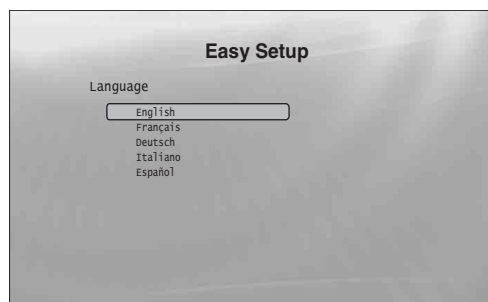 Easy Setup
Language
English
Français
Deutsch
Italiano
Español